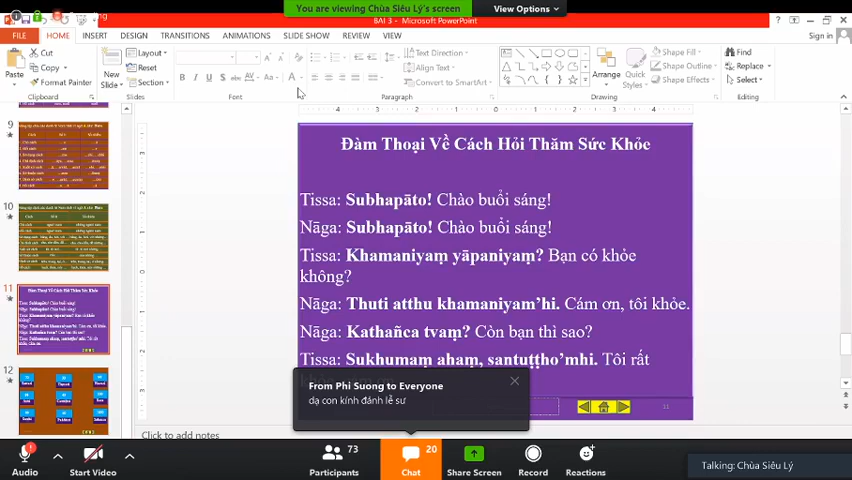 You are viewing Chùa Siêu Lý's screen
View Options
BAI 3 - Microsoft PowerPoint
FILE
HOME
INSERT
DESIGN
TRANSITIONS
ANIMATIONS
SLIDE SHOW
REVIEW
VIEW
Sign in
Paste
Cut
Copy
Format Painter
Clipboard
New
Slide
Layout
Reset
Section
Slides
Font
Text Direction
Align Text
Convert to SmartArt
Paragraph
Arrange
Quick
Styles
Shape Fill
Shape Outline
Shape Effects
Drawing
Find
Replace
Select
Editing
9
10
11
12
Đàm Thoại Về Cách Hỏi Thăm Sức Khỏe
Tissa: Subhapāto! Chào buổi sáng!
Nāga: Subhapāto! Chào buổi sáng!
Tissa: Khamaniyaṃ yāpaniyaṃ? Bạn có khỏe
không?
Nāga: Thuti atthu khamaniyam’hi. Cám ơn, tôi khỏe.
Nāga: Kathañca tvaṃ? Còn bạn thì sao?
Tissa: Sukhumaṃ ahaṃ, santuṭṭho’mhi. Tôi rất
11
From Phi Suong to Everyone
dạ con kính đảnh lễ sư
Click to add notes
Audio
Start Video
Participants
73
Chat
20
Share Screen
Record
Reactions
Talking: Chùa Siêu Lý